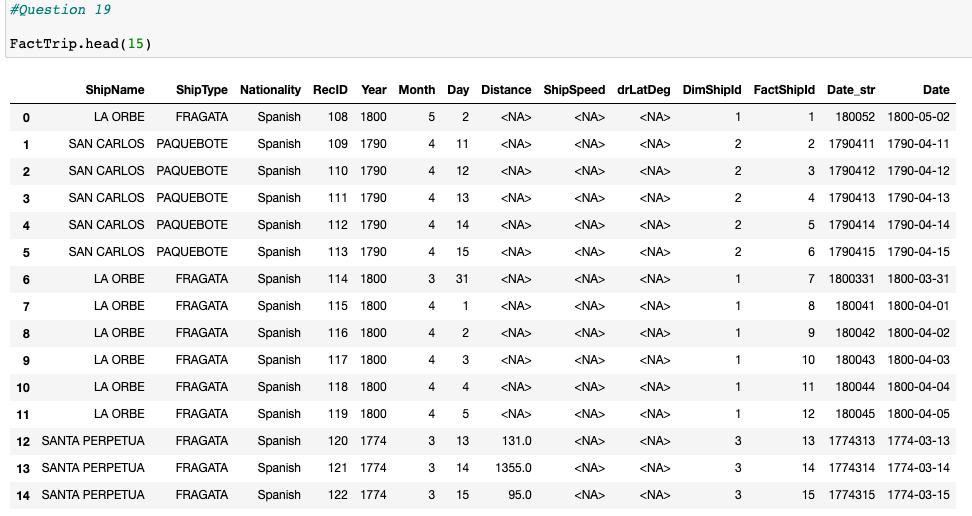 #Question 19
FactTrip.head(15)
ShipName ShipType Nationality RecID Year Month Day Distance ShipSpeed drLatDeg DimShipId FactShipId Date_str Date
0 LA ORBE FRAGATA Spanish 108 1800 5 2 <NA> <NA> <NA> 1 1 180052 1800-05-02
1 SAN CARLOS PAQUEBOTE Spanish 109 1790 4 11 <NA> <NA> <NA> 2 2 1790411 1790-04-11
2 SAN CARLOS PAQUEBOTE Spanish 110 1790 4 12 <NA> <NA> <NA> 2 3 1790412 1790-04-12
3 SAN CARLOS PAQUEBOTE Spanish 111 1790 4 13 <NA> <NA> <NA> 2 4 1790413 1790-04-13
4 SAN CARLOS PAQUEBOTE Spanish 112 1790 4 14 <NA> <NA> <NA> 2 5 1790414 1790-04-14
5 SAN CARLOS PAQUEBOTE Spanish 113 1790 4 15 <NA> <NA> <NA> 2 6 1790415 1790-04-15
6 LA ORBE FRAGATA Spanish 114 1800 3 31 <NA> <NA> <NA> 1 7 1800331 1800-03-31
7 LA ORBE FRAGATA Spanish 115 1800 4 1 <NA> <NA> <NA> 1 8 180041 1800-04-01
8 LA ORBE FRAGATA Spanish 116 1800 4 2 <NA> <NA> <NA> 1 9 180042 1800-04-02
9 LA ORBE FRAGATA Spanish 117 1800 4 3 <NA> <NA> <NA> 1 10 180043 1800-04-03
10 LA ORBE FRAGATA Spanish 118 1800 4 4 <NA> <NA> <NA> 1 11 180044 1800-04-04
11 LA ORBE FRAGATA Spanish 119 1800 4 5 <NA> <NA> <NA> 1 12 180045 1800-04-05
12 SANTA PERPETUA FRAGATA Spanish 120 1774 3 13 131.0 <NA> <NA> 3 13 1774313 1774-03-13
13 SANTA PERPETUA FRAGATA Spanish 121 1774 3 14 1355.0 <NA> <NA> 3 14 1774314 1774-03-14
14 SANTA PERPETUA FRAGATA Spanish 122 1774 3 15 95.0 <NA> <NA> 3 15 1774315 1774-03-15